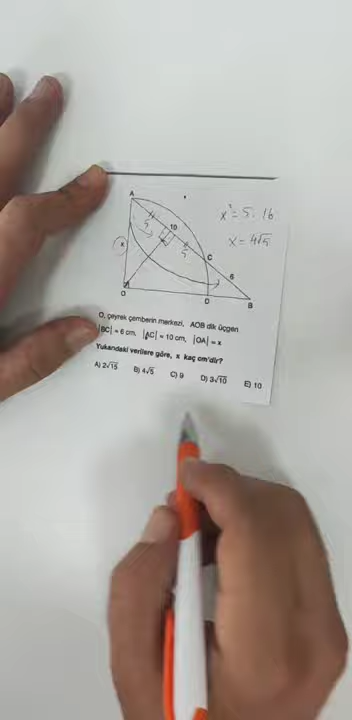 A
5
10
5
x
C
6
O
D
B
x² = 5 . 16
x = 4√5
O, çeyrek çemberin merkezi, AOB dik üçgen
|BC| = 6 cm, |AC| = 10 cm, |OA| = x
Yukarıdaki verilere göre, x kaç cm'dir?
A) 2√15 B) 4√5 C) 9 D) 3√10 E) 10